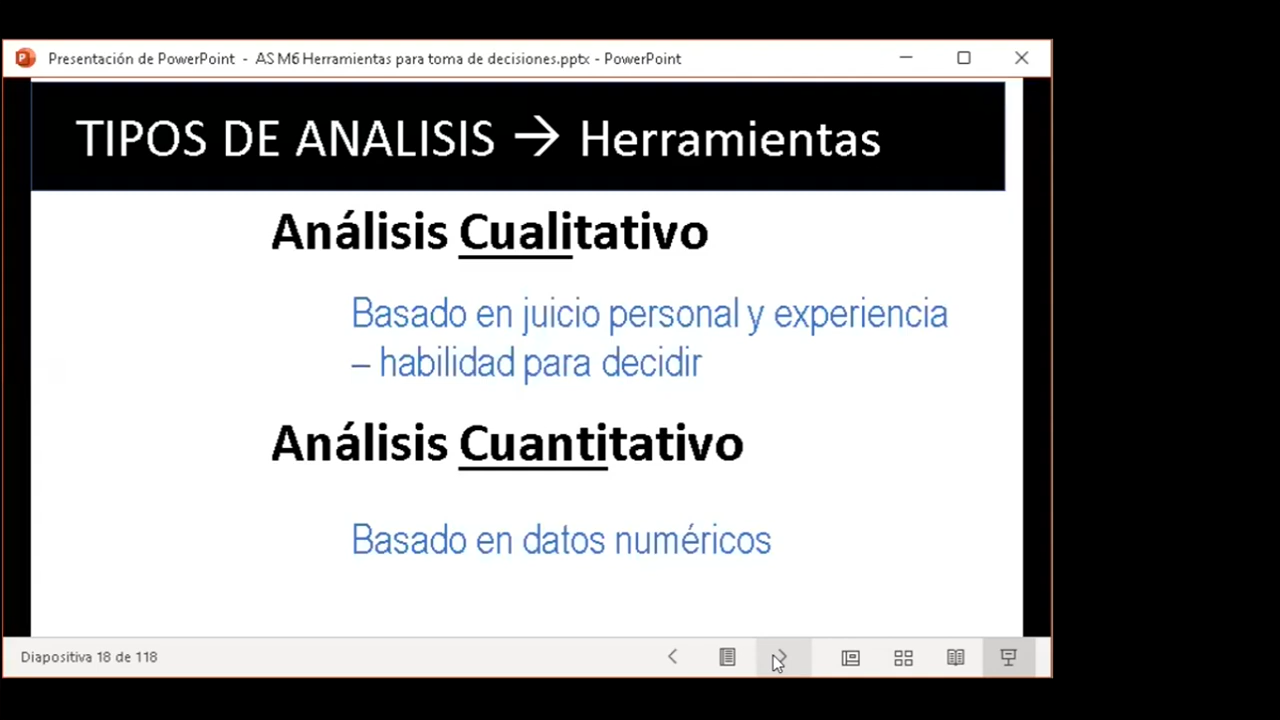 Presentación de PowerPoint - AS M6 Herramientas para toma de decisiones.pptx - PowerPoint
TIPOS DE ANALISIS → Herramientas
Análisis Cualitativo
Basado en juicio personal y experiencia
– habilidad para decidir
Análisis Cuantitativo
Basado en datos numéricos
Diapositiva 18 de 118